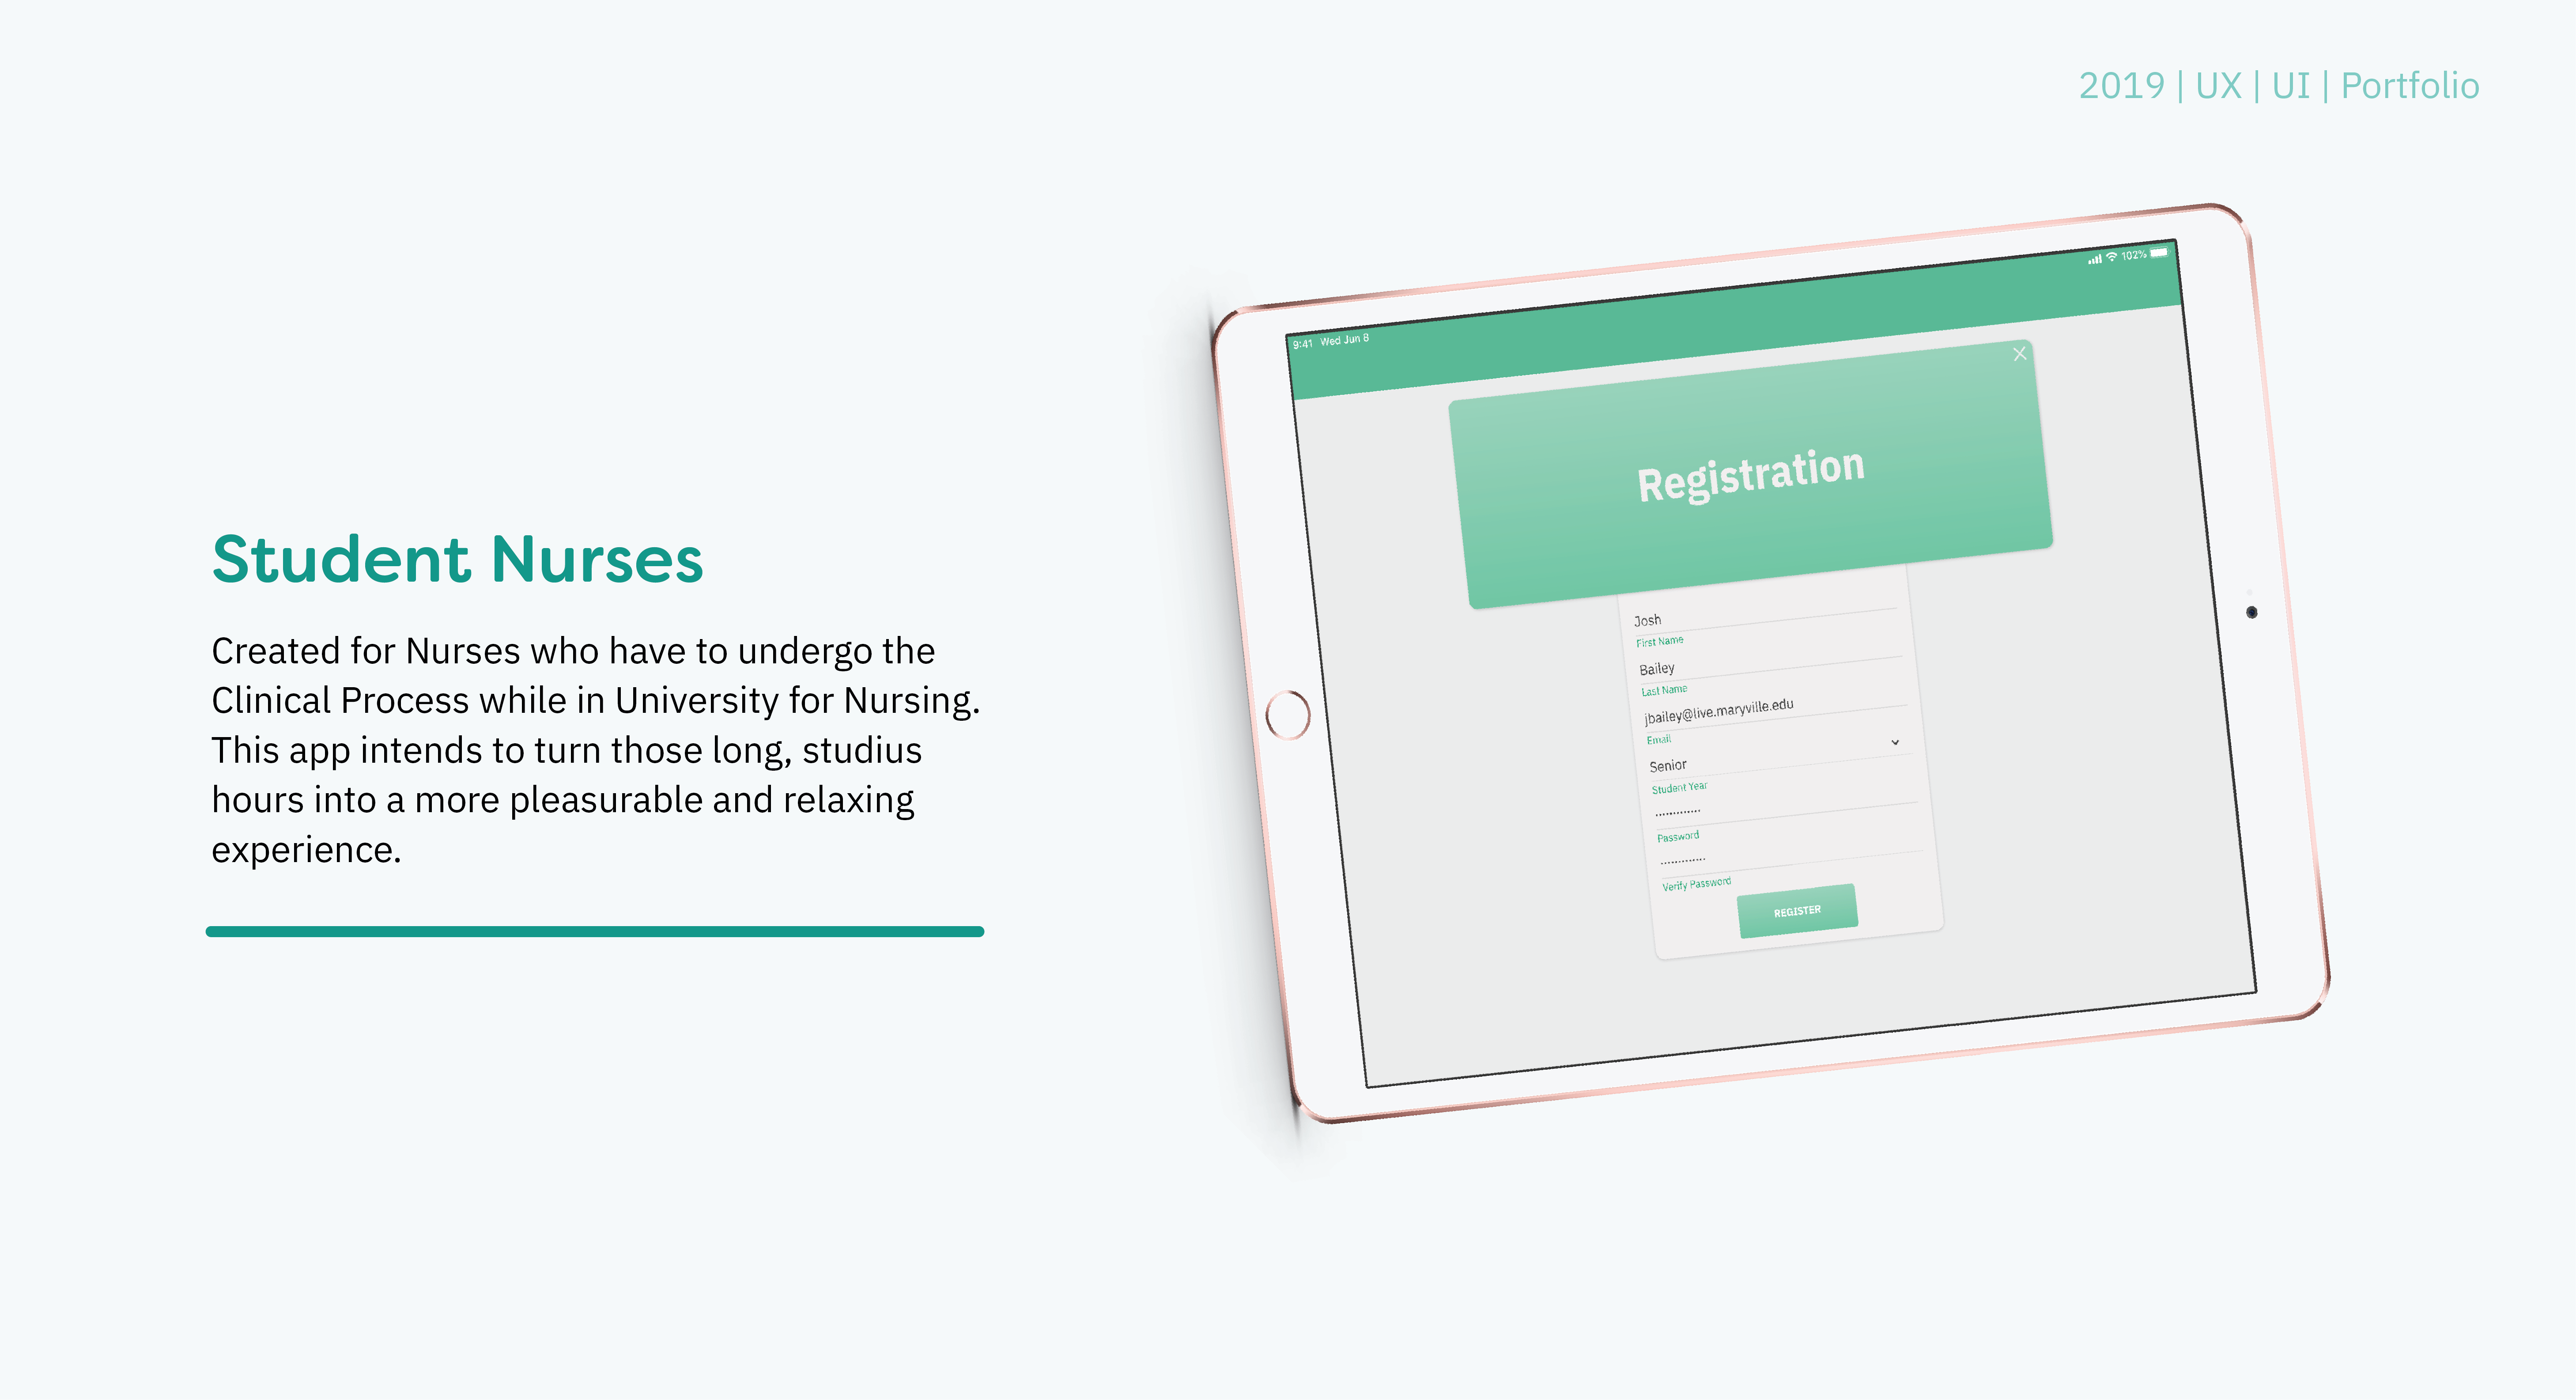 2019 | UX | UI | Portfolio
Student Nurses
Created for Nurses who have to undergo the
Clinical Process while in University for Nursing.
This app intends to turn those long, studius
hours into a more pleasurable and relaxing
experience.
9:41 Wed Jun 8
102%
Registration
Josh
First Name
Bailey
Last Name
jbailey@live.maryville.edu
Email
Senior
Student Year
.............
Password
.............
Verify Password
REGISTER